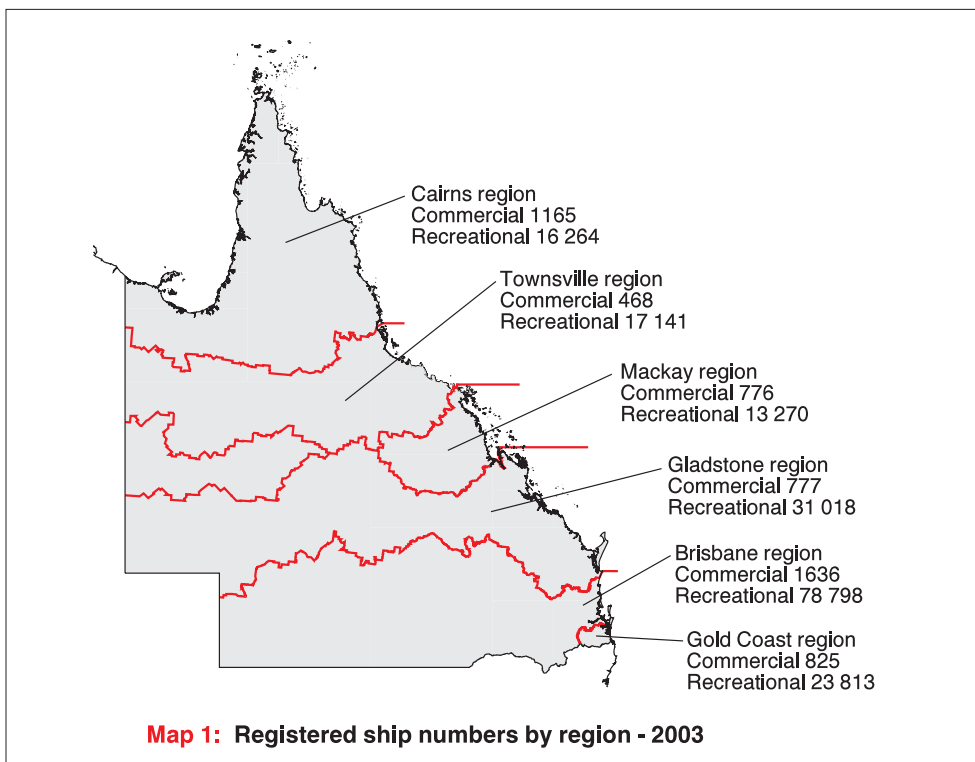 Cairns region
Commercial 1165
Recreational 16 264
Townsville region
Commercial 468
Recreational 17 141
Mackay region
Commercial 776
Recreational 13 270
Gladstone region
Commercial 777
Recreational 31 018
Brisbane region
Commercial 1636
Recreational 78 798
Gold Coast region
Commercial 825
Recreational 23 813
Map 1: Registered ship numbers by region - 2003